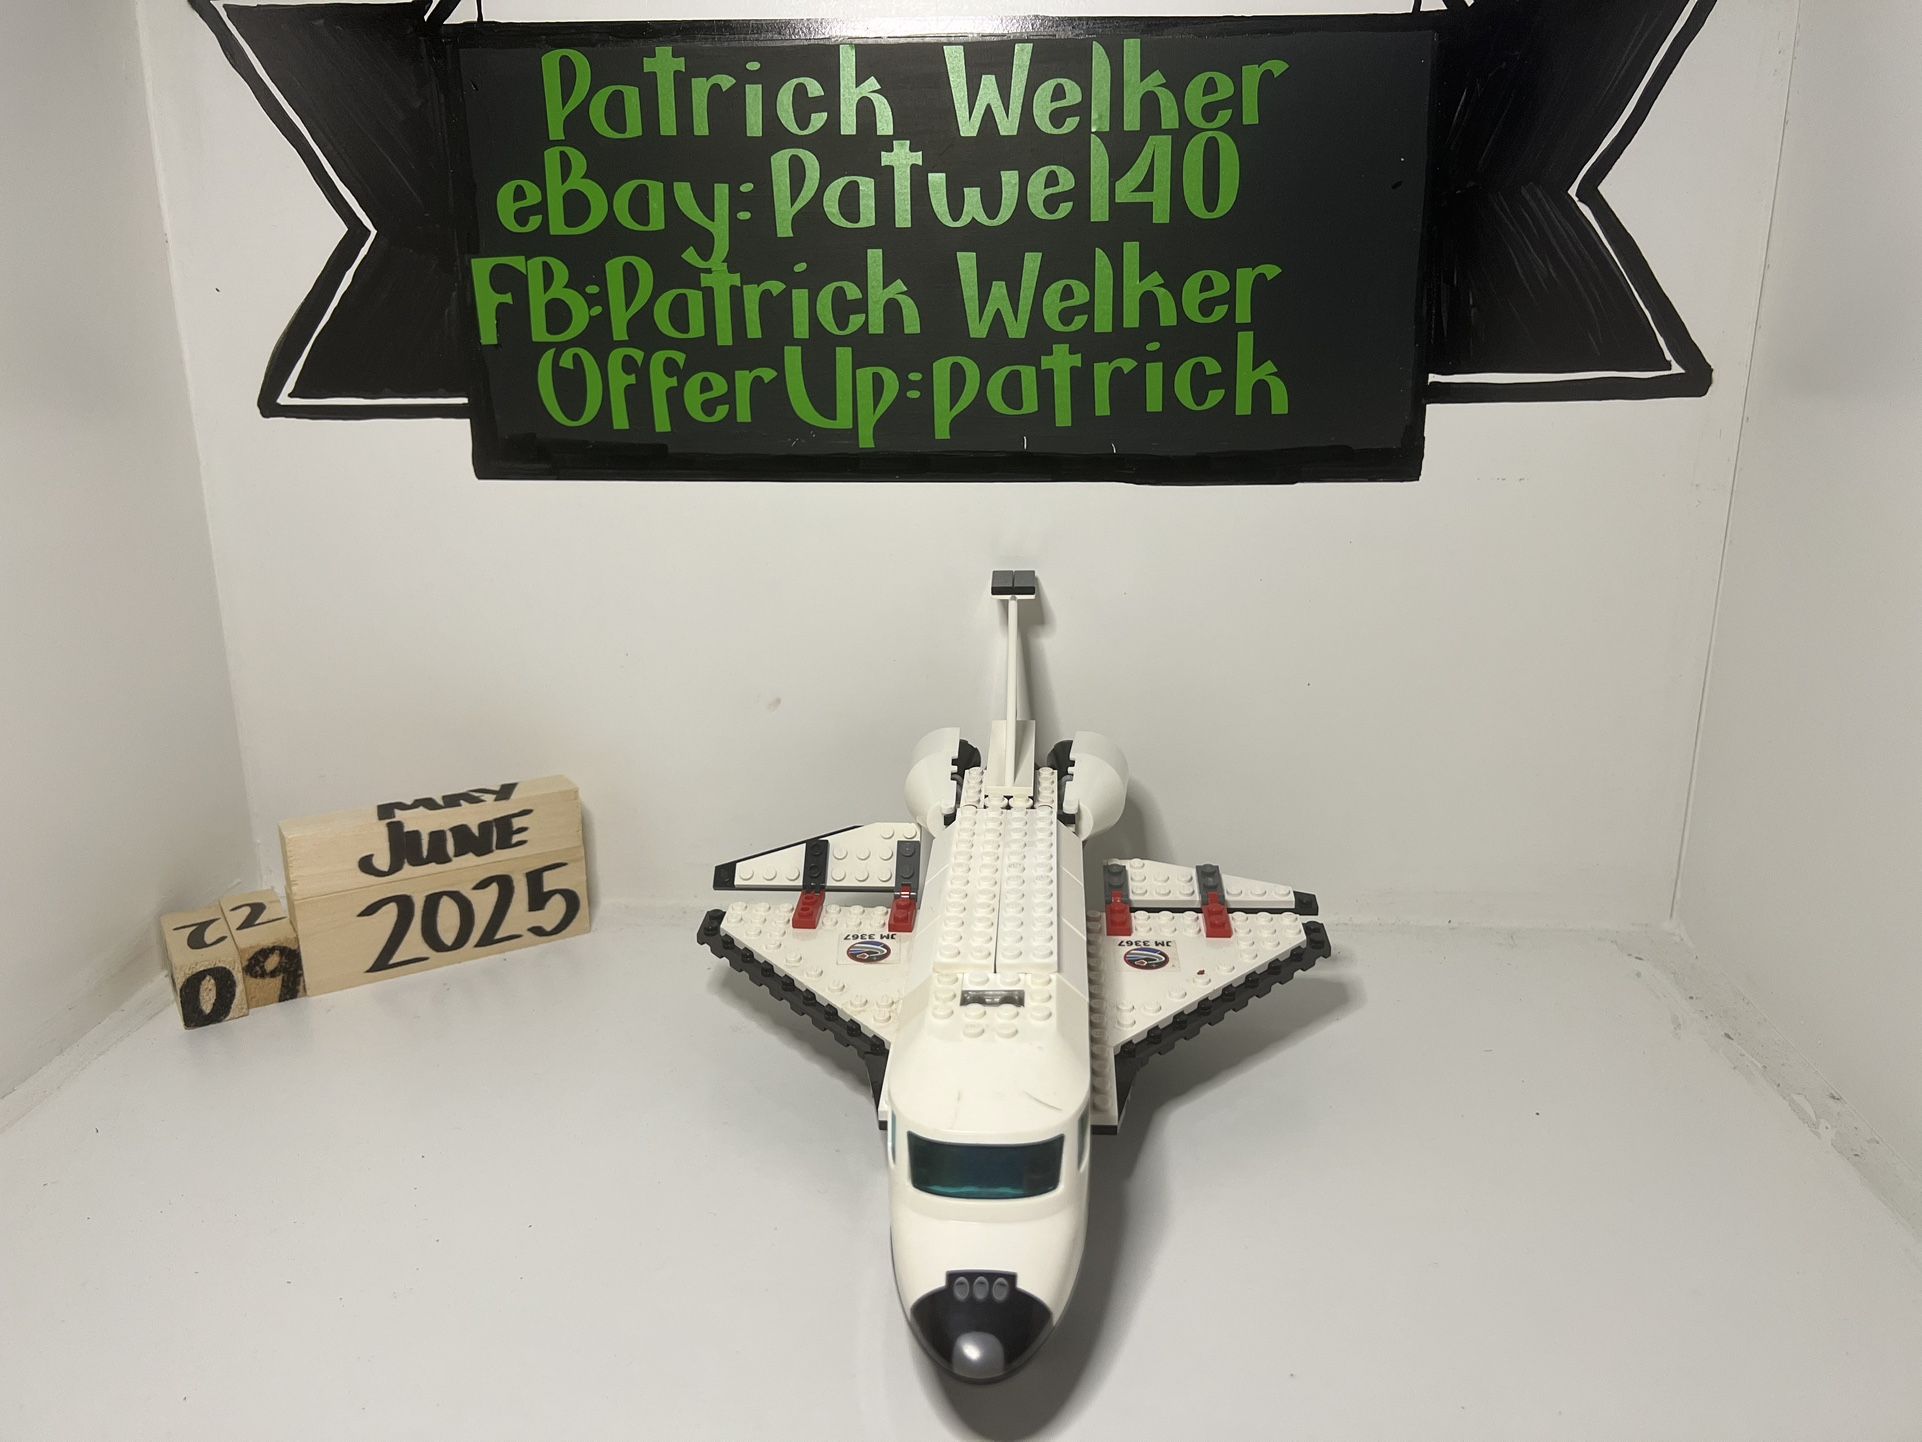 Patrick Welker
eBay:Patwel40
FB:Patrick Welker
OfferUp:patrick
MAY
JUNE
2025
22
09
JM 3367
JM 3367